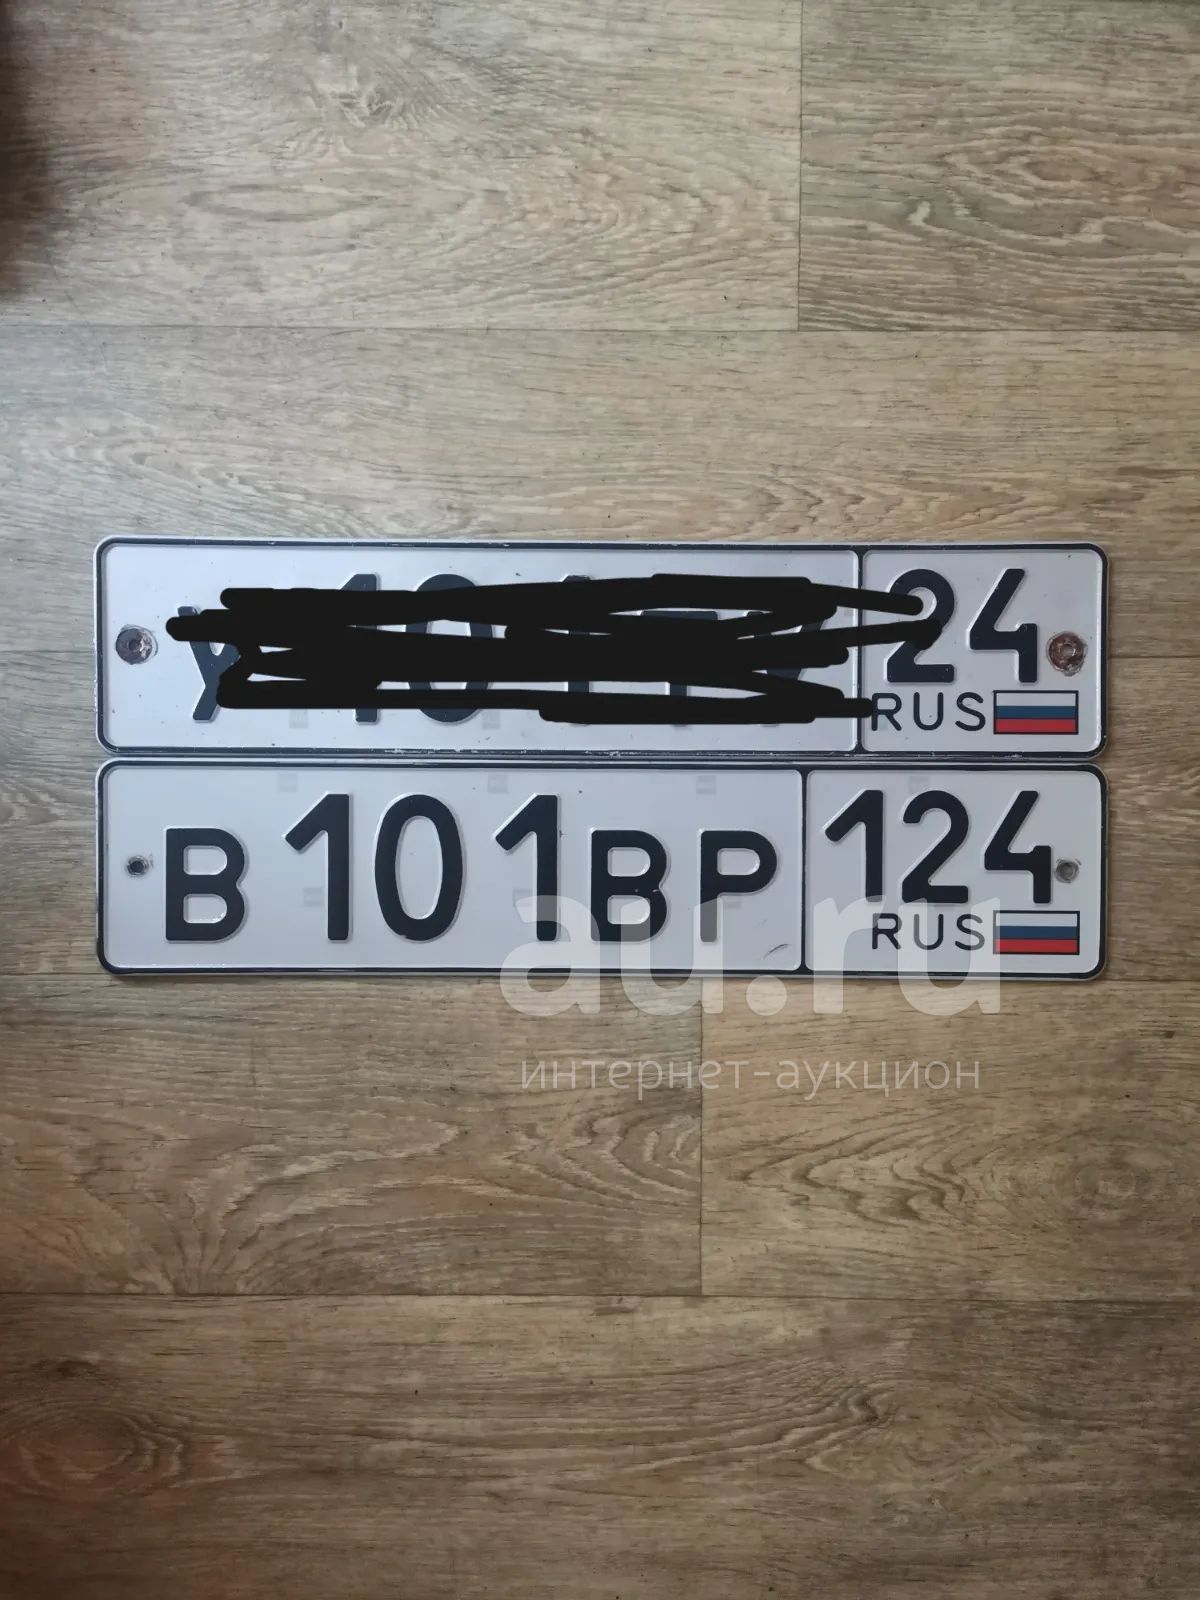 24
RUS
В 101 ВР 124
RUS
au.ru
интернет-аукцион